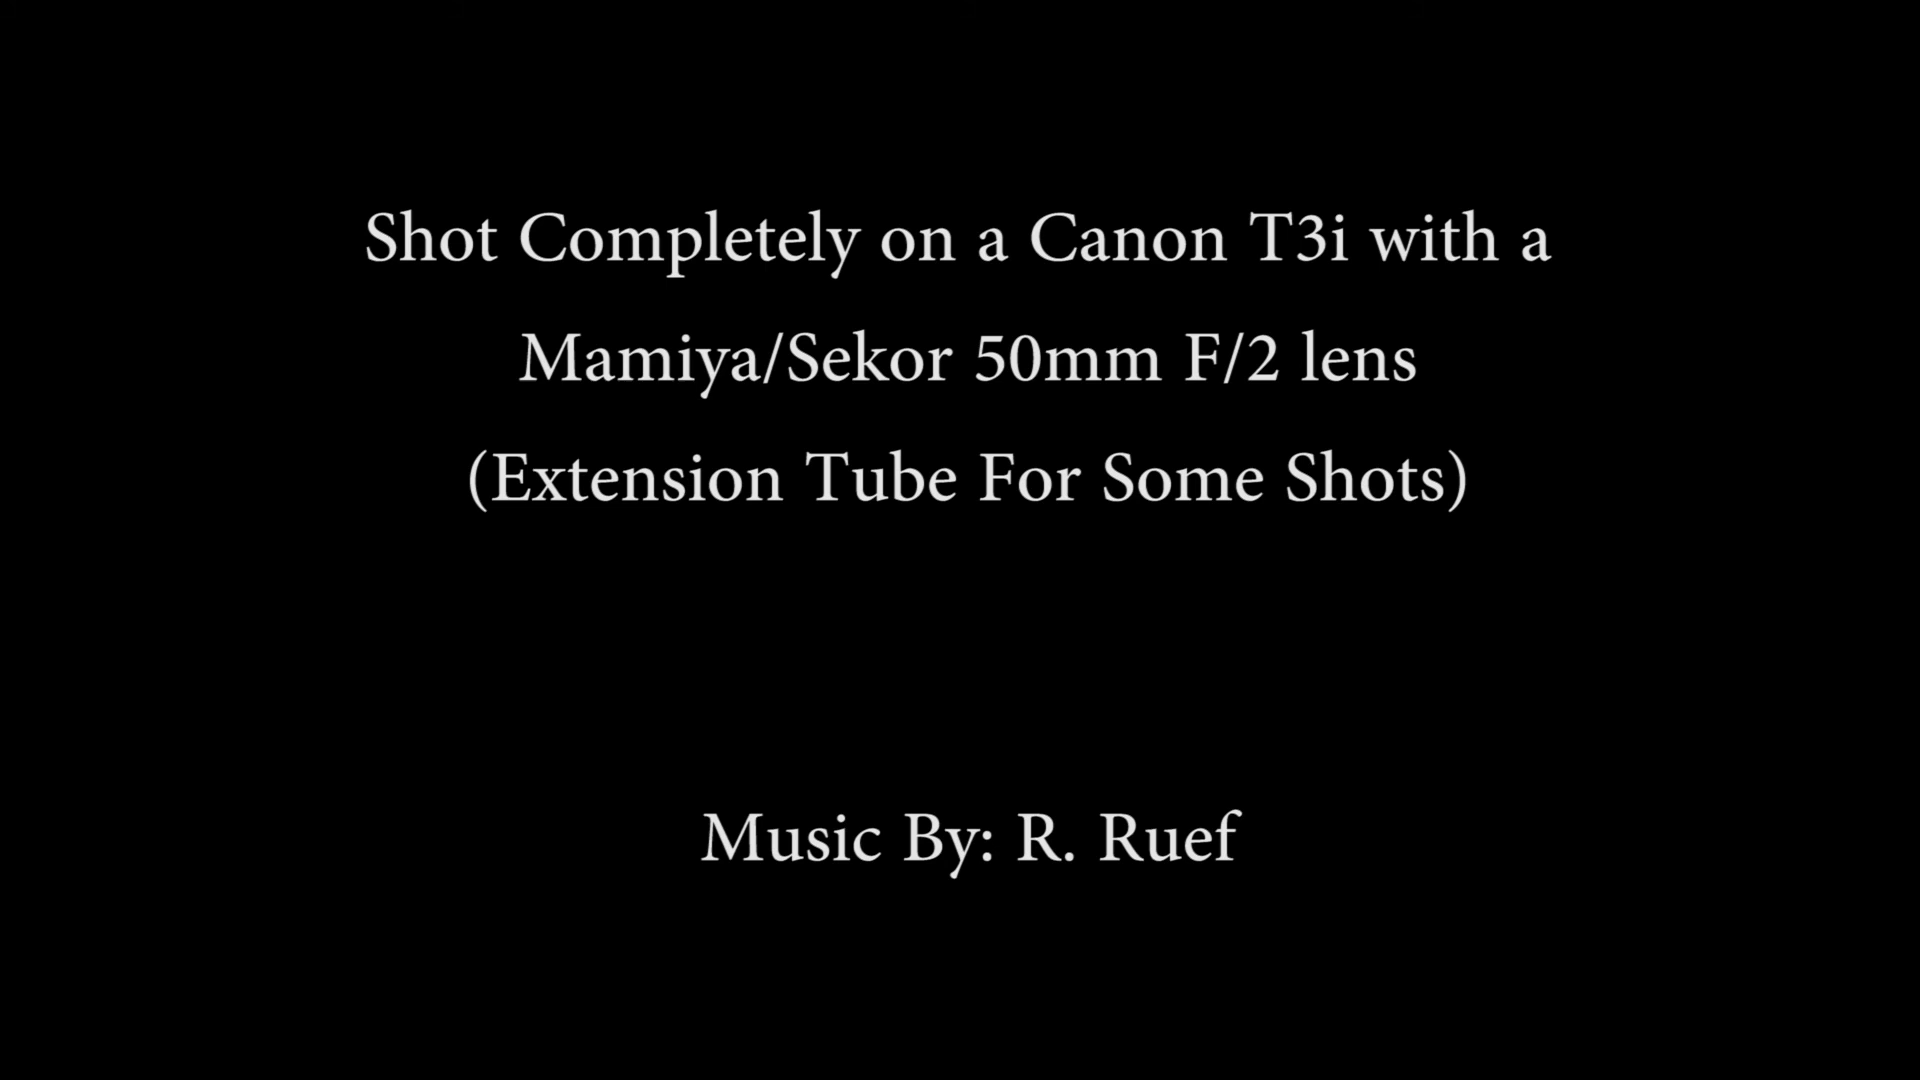 Shot Completely on a Canon T3i with a
Mamiya/Sekor 50mm F/2 lens
(Extension Tube For Some Shots)
Music By: R. Ruef